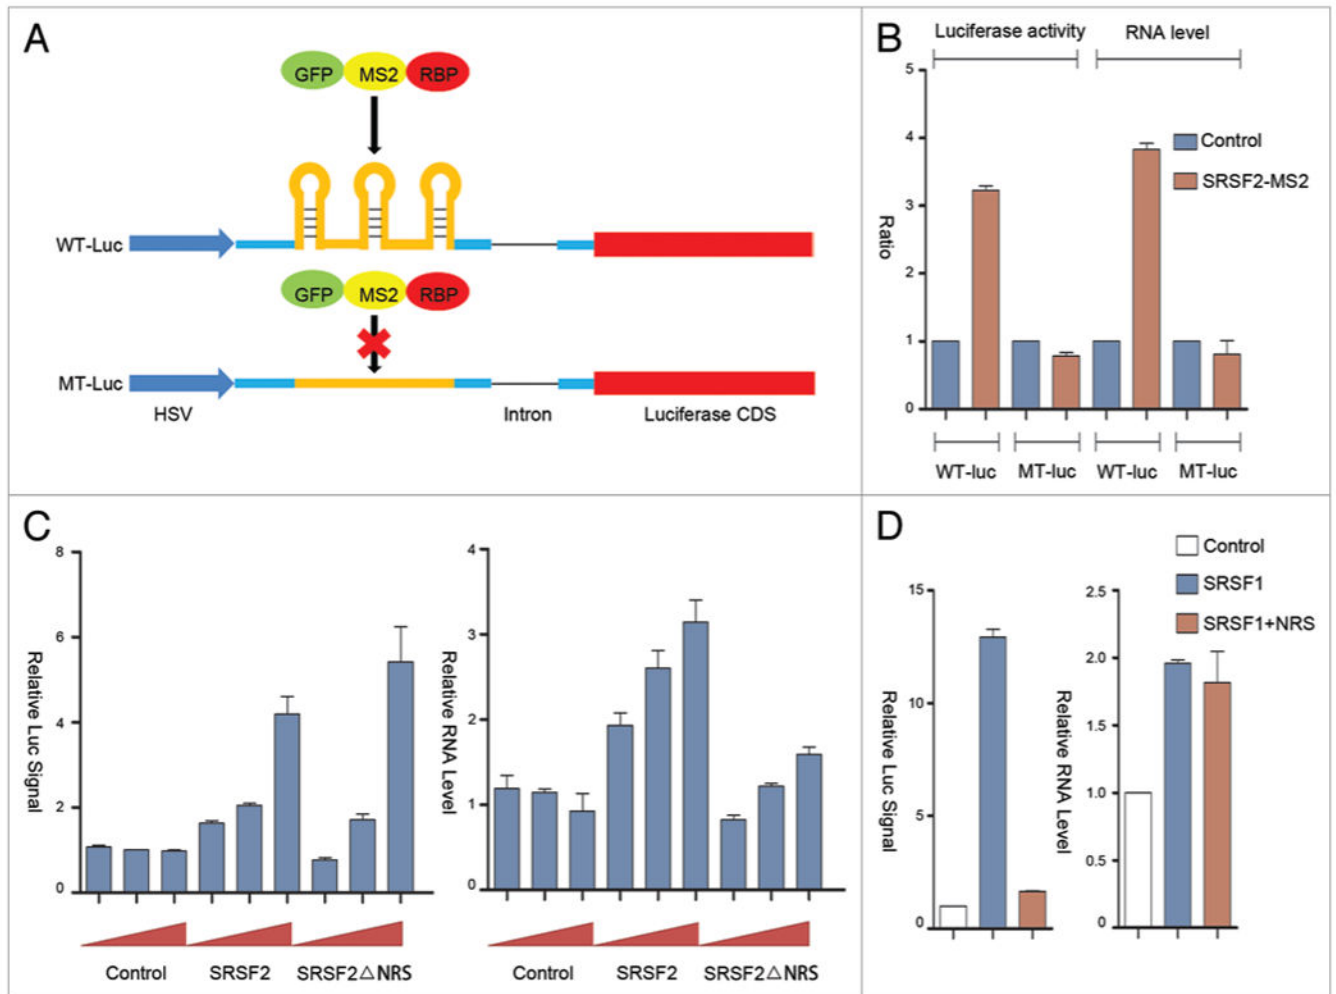 A
GFP MS2 RBP
WT-Luc
GFP MS2 RBP
MT-Luc
HSV Intron Luciferase CDS
B
Luciferase activity RNA level
5
4
3
2
1
0
Ratio
Control
SRSF2-MS2
WT-luc MT-luc WT-luc MT-luc
C
8
6
4
2
0
Relative Luc Signal
Control SRSF2 SRSF2△NRS
4
3
2
1
0
Relative RNA Level
Control SRSF2 SRSF2△NRS
D
Control
SRSF1
SRSF1+NRS
15
10
5
0
Relative Luc Signal
2.5
2.0
1.5
1.0
0.5
0
Relative RNA Level